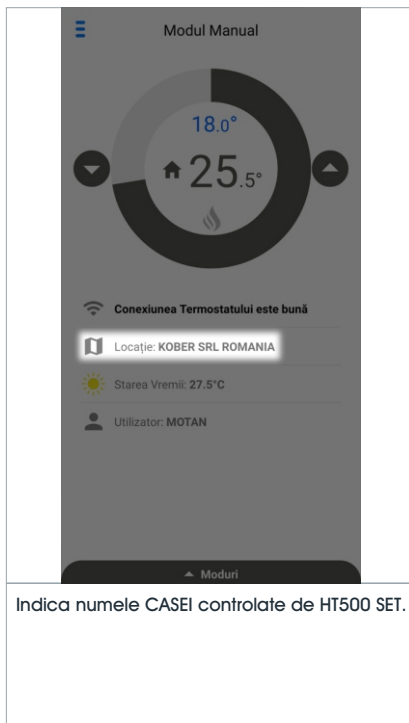 Modul Manual
18.0°
25.5°
Conexiunea Termostatului este bună
Locație: KOBER SRL ROMANIA
Starea Vremii: 27.5°C
Utilizator: MOTAN
Moduri
Indica numele CASEI controlate de HT500 SET.